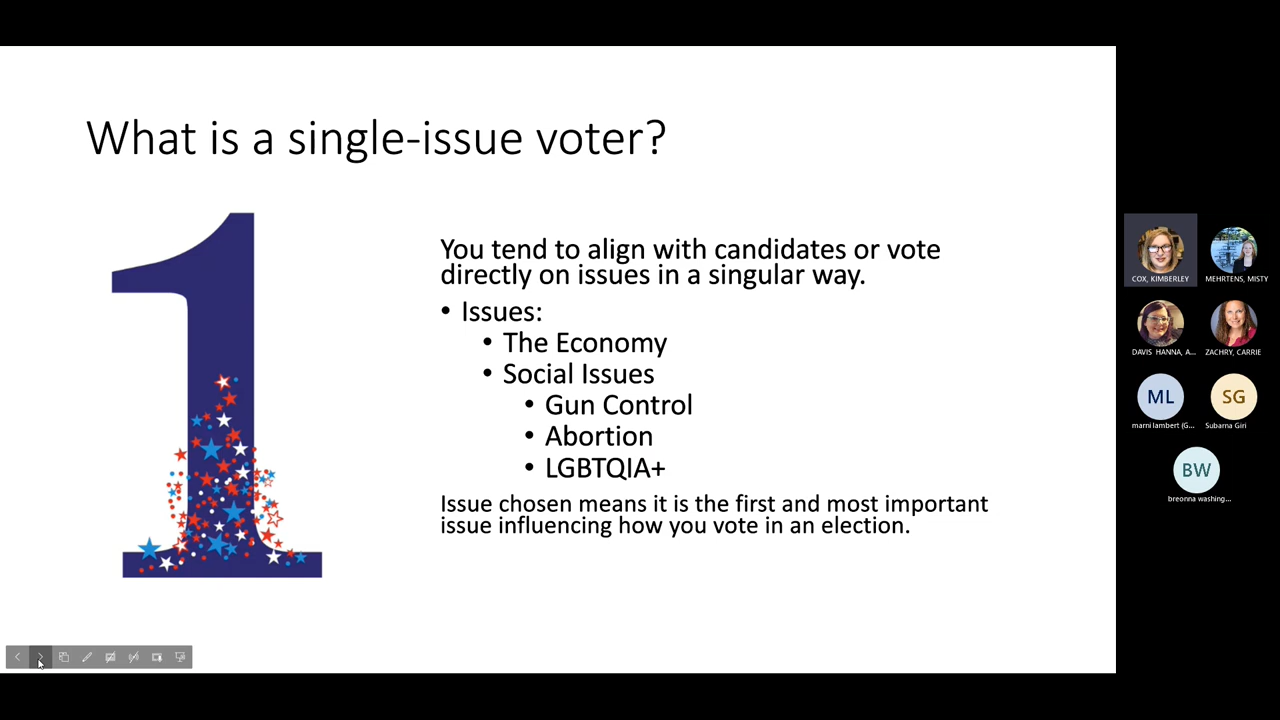 What is a single-issue voter?
1
You tend to align with candidates or vote
directly on issues in a singular way.
• Issues:
• The Economy
• Social Issues
• Gun Control
• Abortion
• LGBTQIA+
Issue chosen means it is the first and most important
issue influencing how you vote in an election.
COX, KIMBERLEY
MEHRTENS, MISTY
DAVIS HANNA, A...
ZACHRY, CARRIE
ML
marni lambert (G...
SG
Subarna Giri
BW
breonna washing...